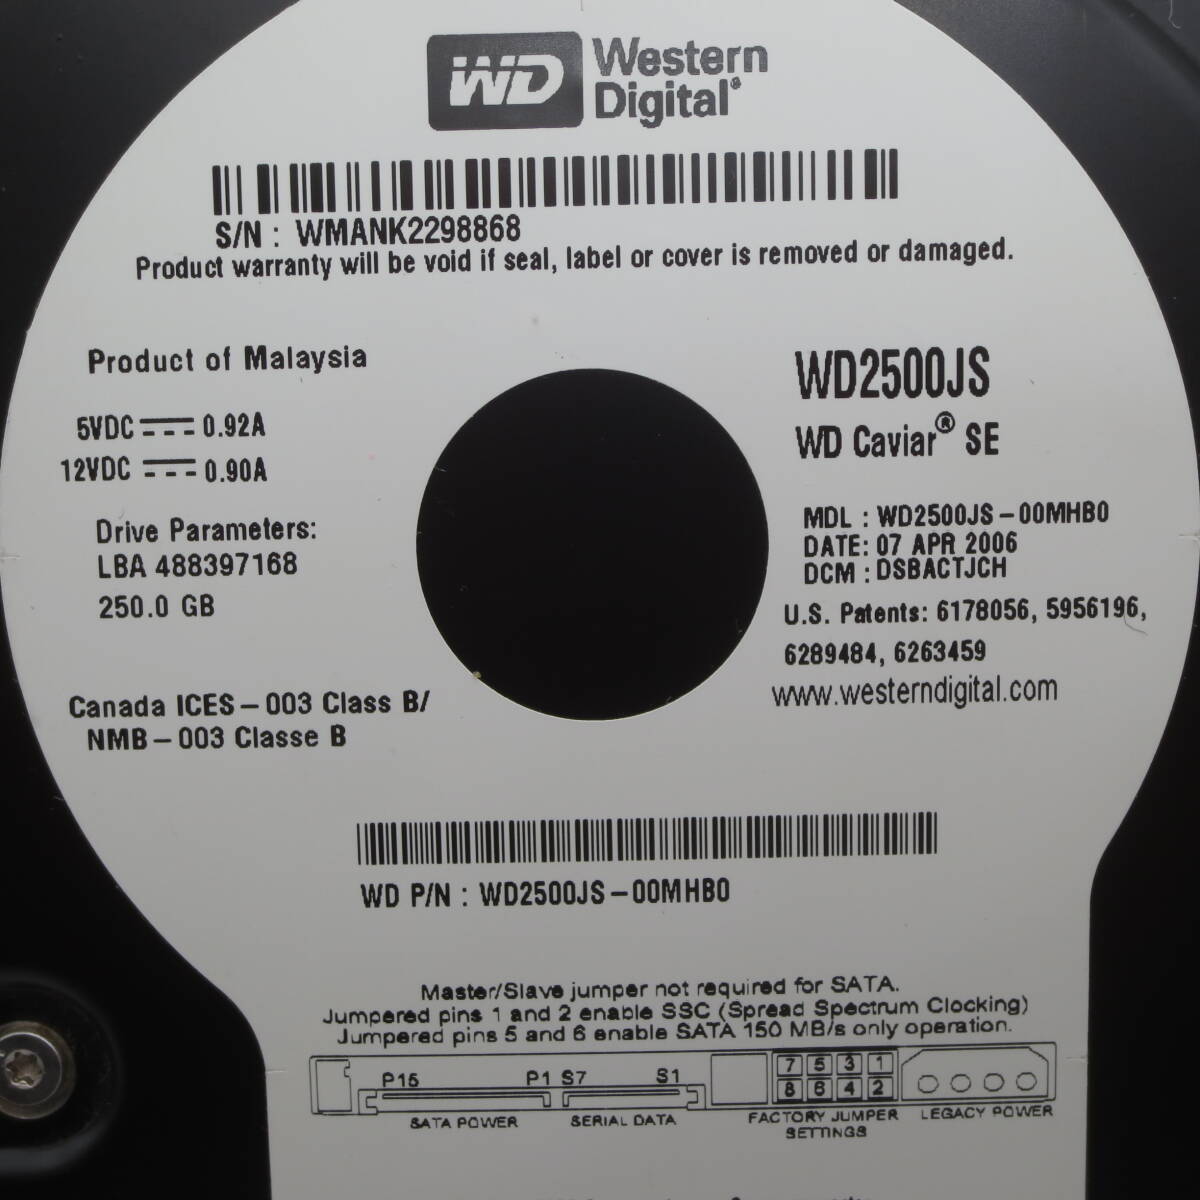 WD Western
Digital®
S/N : WMANK2298868
Product warranty will be void if seal, label or cover is removed or damaged.
Product of Malaysia
5VDC 0.92A
12VDC 0.90A
Drive Parameters:
LBA 488397168
250.0 GB
Canada ICES-003 Class B/
NMB-003 Classe B
WD2500JS
WD Caviar® SE
MDL : WD2500JS-00MHB0
DATE: 07 APR 2006
DCM : DSBACTJCH
U.S. Patents: 6178056, 5956196,
6289484, 6263459
www.westerndigital.com
WD P/N : WD2500JS-00MHB0
Master/Slave jumper not required for SATA.
Jumpered pins 1 and 2 enable SSC (Spread Spectrum Clocking)
Jumpered pins 5 and 6 enable SATA 150 MB/s only operation.
P15 P1 S7 S1
7 5 3 1
8 6 4 2
SATA POWER SERIAL DATA FACTORY JUMPER LEGACY POWER
SETTINGS